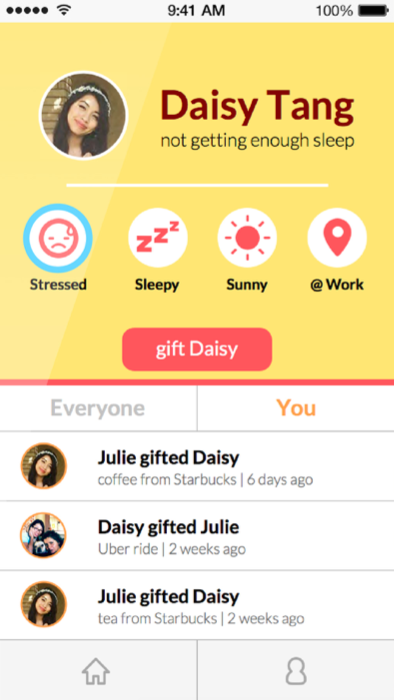 9:41 AM 100%
Daisy Tang
not getting enough sleep
z z z
Stressed Sleepy Sunny @ Work
gift Daisy
Everyone You
Julie gifted Daisy
coffee from Starbucks | 6 days ago
Daisy gifted Julie
Uber ride | 2 weeks ago
Julie gifted Daisy
tea from Starbucks | 2 weeks ago